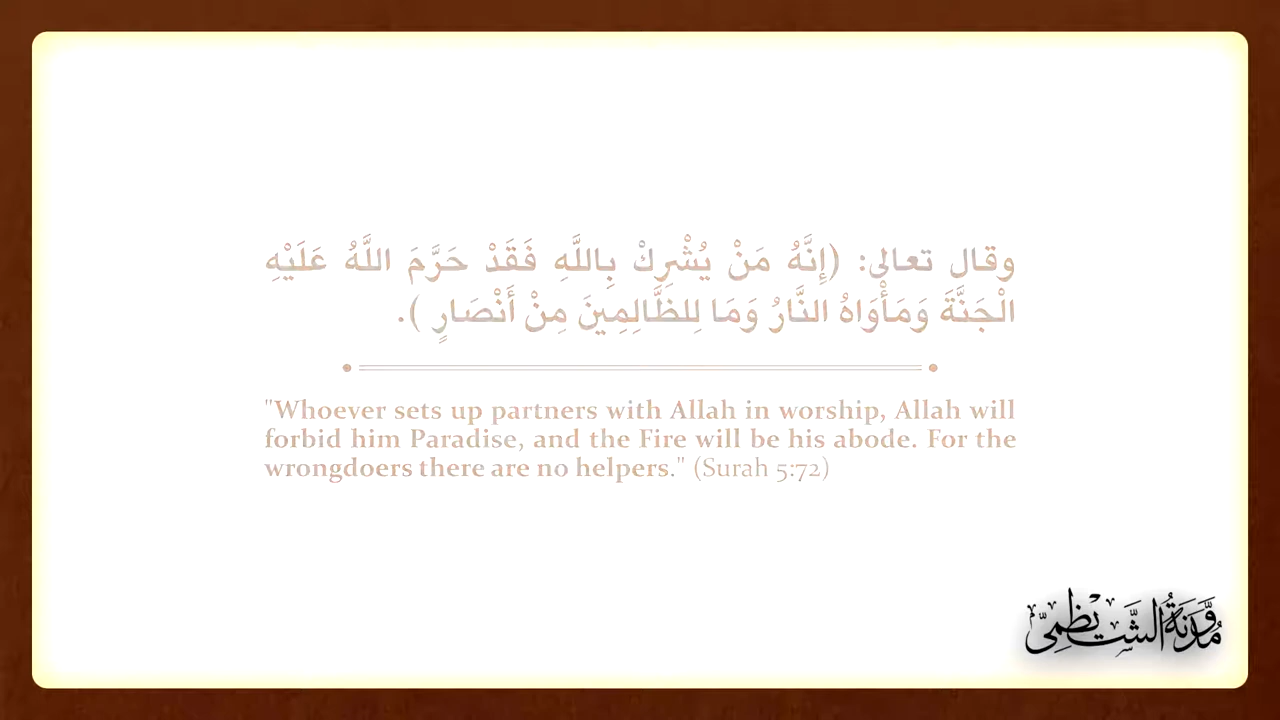 وقال تعالى: (إِنَّهُ مَنْ يُشْرِكْ بِاللَّهِ فَقَدْ حَرَّمَ اللَّهُ عَلَيْهِ
الْجَنَّةَ وَمَأْوَاهُ النَّارُ وَمَا لِلظَّالِمِينَ مِنْ أَنْصَارٍ ).
"Whoever sets up partners with Allah in worship, Allah will
forbid him Paradise, and the Fire will be his abode. For the
wrongdoers there are no helpers." (Surah 5:72)